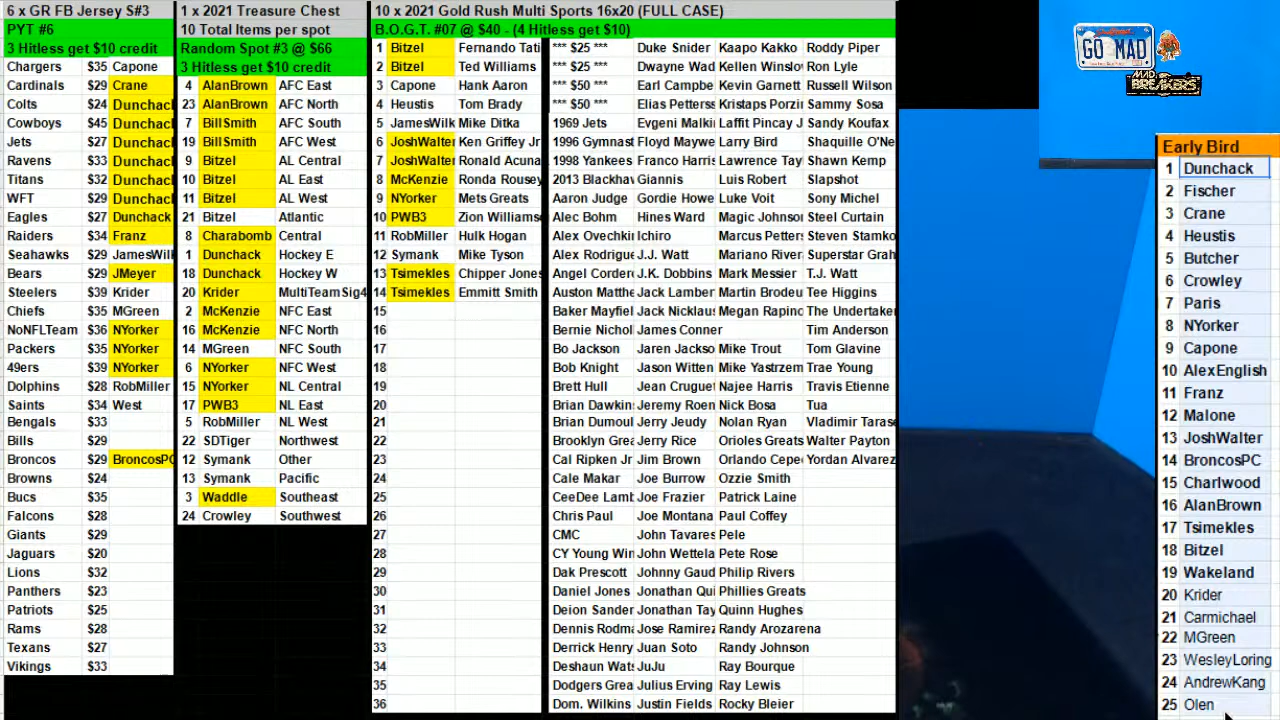 6 x GR FB Jersey S#3
PYT #6
3 Hitless get $10 credit
Chargers $35 Capone
Cardinals $29 Crane
Colts $24 Dunchack
Cowboys $45 Dunchac
Jets $27 Dunchac
Ravens $33 Dunchac
Titans $32 Dunchac
WFT $29 Dunchac
Eagles $27 Dunchack
Raiders $34 Franz
Seahawks $29 JamesWil
Bears $29 JMeyer
Steelers $39 Krider
Chiefs $35 MGreen
NoNFLTeam $36 NYorker
Packers $35 NYorker
49ers $39 NYorker
Dolphins $28 RobMiller
Saints $34 West
Bengals $33
Bills $29
Broncos $29 BroncosPC
Browns $24
Bucs $35
Falcons $28
Giants $29
Jaguars $20
Lions $32
Panthers $23
Patriots $25
Rams $28
Texans $27
Vikings $33
1 x 2021 Treasure Chest
10 Total Items per spot
Random Spot #3 @ $66
3 Hitless get $10 credit
4 AlanBrown AFC East
23 AlanBrown AFC North
7 BillSmith AFC South
19 BillSmith AFC West
9 Bitzel AL Central
10 Bitzel AL East
11 Bitzel AL West
21 Bitzel Atlantic
8 Charabomb Central
1 Dunchack Hockey E
18 Dunchack Hockey W
20 Krider MultiTeamSig4
2 McKenzie NFC East
16 McKenzie NFC North
14 MGreen NFC South
6 NYorker NFC West
15 NYorker NL Central
17 PWB3 NL East
5 RobMiller NL West
22 SDTiger Northwest
12 Symank Other
13 Symank Pacific
3 Waddle Southeast
24 Crowley Southwest
10 x 2021 Gold Rush Multi Sports 16x20 (FULL CASE)
B.O.G.T. #07 @ $40 - (4 Hitless get $10)
1 Bitzel Fernando Tati
2 Bitzel Ted Williams
3 Capone Hank Aaron
4 Heustis Tom Brady
5 JamesWilk Mike Ditka
6 JoshWalter Ken Griffey Jr
7 JoshWalter Ronald Acuna
8 McKenzie Ronda Rousey
9 NYorker Mets Greats
10 PWB3 Zion Williams
11 RobMiller Hulk Hogan
12 Symank Mike Tyson
13 Tsimekles Chipper Jones
14 Tsimekles Emmitt Smith
15
16
17
18
19
20
21
22
23
24
25
26
27
28
29
30
31
32
33
34
35
36
*** $25 *** Duke Snider Kaapo Kakko Roddy Piper
*** $25 *** Dwayne Wad Kellen Winslo Ron Lyle
*** $50 *** Earl Campbe Kevin Garnett Russell Wilson
*** $50 *** Elias Petterss Kristaps Porzi Sammy Sosa
1969 Jets Evgeni Malki Laffit Pincay J Sandy Koufax
1996 Gymnast Floyd Maywe Larry Bird Shaquille O'Ne
1998 Yankees Franco Harris Lawrence Tay Shawn Kemp
2013 Blackhav Giannis Luis Robert Slapshot
Aaron Judge Gordie Howe Luke Voit Sony Michel
Alec Bohm Hines Ward Magic Johnson Steel Curtain
Alex Ovechkin Ichiro Marcus Petters Steven Stamko
Alex Rodrigue J.J. Watt Mariano River Superstar Grah
Angel Corder J.K. Dobbins Mark Messier T.J. Watt
Auston Matthe Jack Lamber Martin Brodeu Tee Higgins
Baker Mayfiel Jack Nicklaus Megan Rapino The Undertaker
Bernie Nichol James Conner Tim Anderson
Bo Jackson Jaren Jackso Mike Trout Tom Glavine
Bob Knight Jason Witten Mike Yastrzem Trae Young
Brett Hull Jean Cruguet Najee Harris Travis Etienne
Brian Dawkins Jeremy Roen Nick Bosa Tua
Brian Dumoul Jerry Jeudy Nolan Ryan Vladimir Tarase
Brooklyn Grea Jerry Rice Orioles Greats Walter Payton
Cal Ripken Jr Jim Brown Orlando Cepe Yordan Alvarez
Cale Makar Joe Burrow Ozzie Smith
CeeDee Lamb Joe Frazier Patrick Laine
Chris Paul Joe Montana Paul Coffey
CMC John Tavares Pele
CY Young Win John Wettela Pete Rose
Dak Prescott Johnny Gaud Philip Rivers
Daniel Jones Jonathan Qui Phillies Greats
Deion Sander Jonathan Tay Quinn Hughes
Dennis Rodma Jose Ramirez Randy Arozarena
Derrick Henry Juan Soto Randy Johnson
Deshaun Wats JuJu Ray Bourque
Dodgers Grea Julius Erving Ray Lewis
Dom. Wilkins Justin Fields Rocky Bleier
GO MAD
MAD BREAKERS
Early Bird
1 Dunchack
2 Fischer
3 Crane
4 Heustis
5 Butcher
6 Crowley
7 Paris
8 NYorker
9 Capone
10 AlexEnglish
11 Franz
12 Malone
13 JoshWalter
14 BroncosPC
15 Charlwood
16 AlanBrown
17 Tsimekles
18 Bitzel
19 Wakeland
20 Krider
21 Carmichael
22 MGreen
23 WesleyLoring
24 AndrewKang
25 Olen